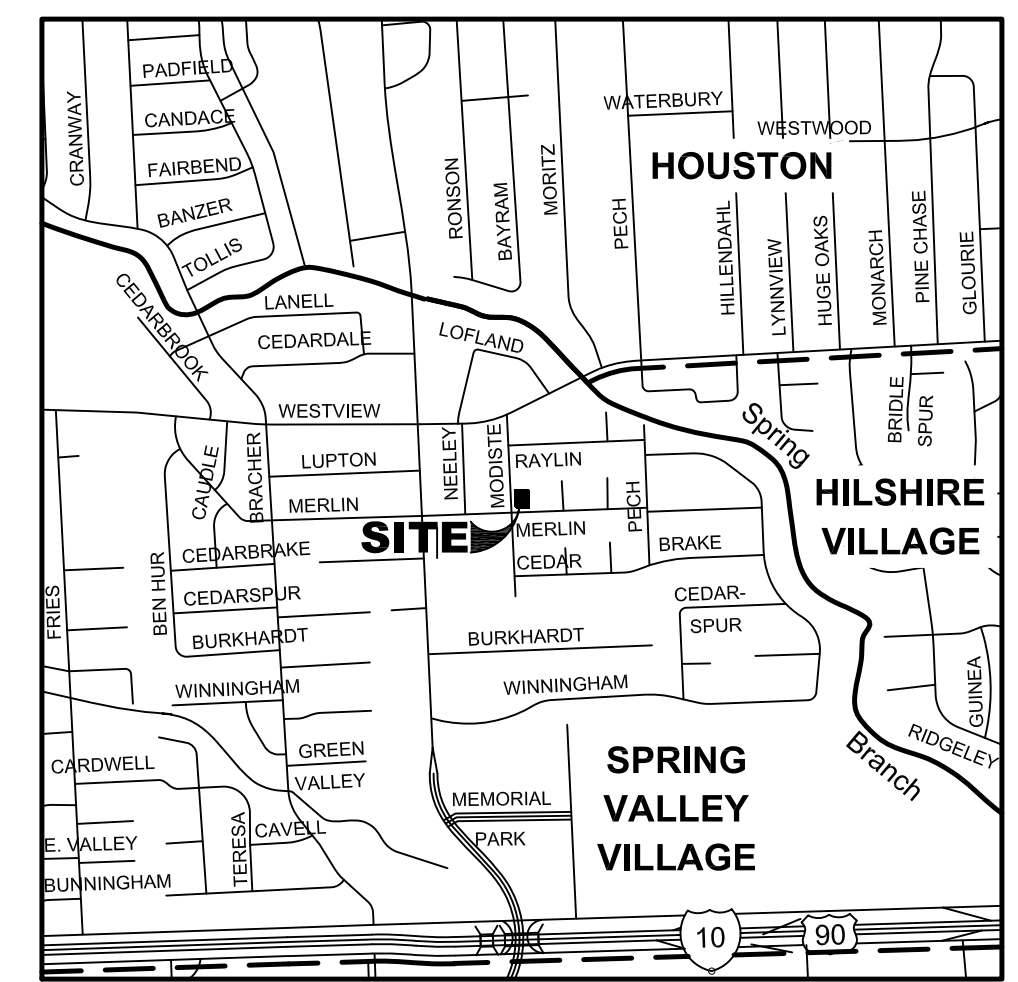 PADFIELD
CANDACE
FAIRBEND
BANZER
TOLLIS
CRANWAY
CEDARBROOK
LANELL
CEDARDALE
LOFLAND
WESTVIEW
RONSON
BAYRAM
MORITZ
PECH
WATERBURY
WESTWOOD
HOUSTON
HILLENDAHL
LYNNVIEW
HUGE OAKS
MONARCH
PINE CHASE
GLOURIE
CAUDLE
BRACHER
LUPTON
MERLIN
NEELEY
MODISTE
RAYLIN
PECH
Spring
BRIDLE
SPUR
HILSHIRE
VILLAGE
SITE
MERLIN
CEDAR
BRAKE
CEDARBRAKE
CEDARSPUR
BURKHARDT
WINNINGHAM
BEN HUR
FRIES
CEDAR-
SPUR
BURKHARDT
WINNINGHAM
GUINEA
RIDGELEY
Branch
GREEN
VALLEY
SPRING
VALLEY
VILLAGE
CARDWELL
MEMORIAL
PARK
E. VALLEY
BUNNINGHAM
TERESA
CAVELL
10
90